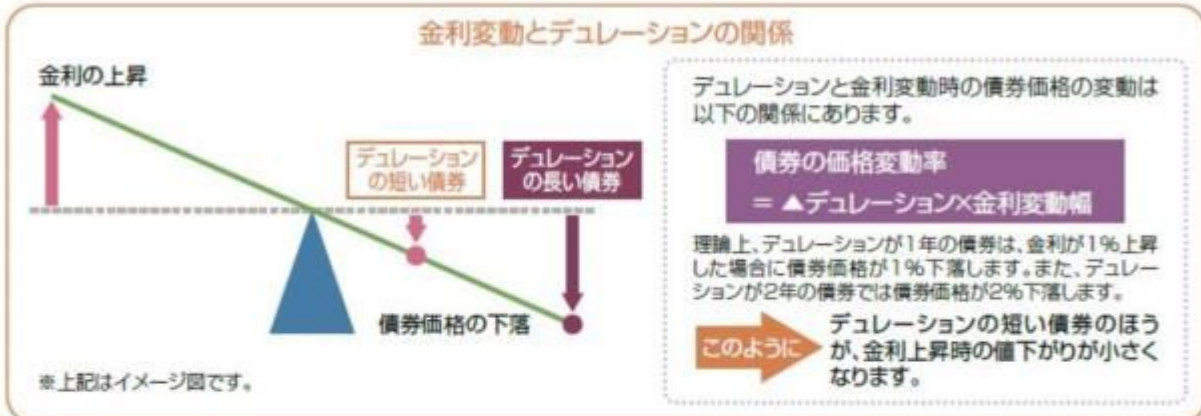 金利変動とデュレーションの関係
金利の上昇
デュレーション
の短い債券
デュレーション
の長い債券
債券価格の下落
※上記はイメージ図です。
デュレーションと金利変動時の債券価格の変動は
以下の関係にあります。
債券の価格変動率
= ▲デュレーション×金利変動幅
理論上、デュレーションが1年の債券は、金利が1%上昇
した場合に債券価格が1%下落します。また、デュレー
ションが2年の債券では債券価格が2%下落します。
このように
デュレーションの短い債券のほう
が、金利上昇時の値下がりが小さく
なります。